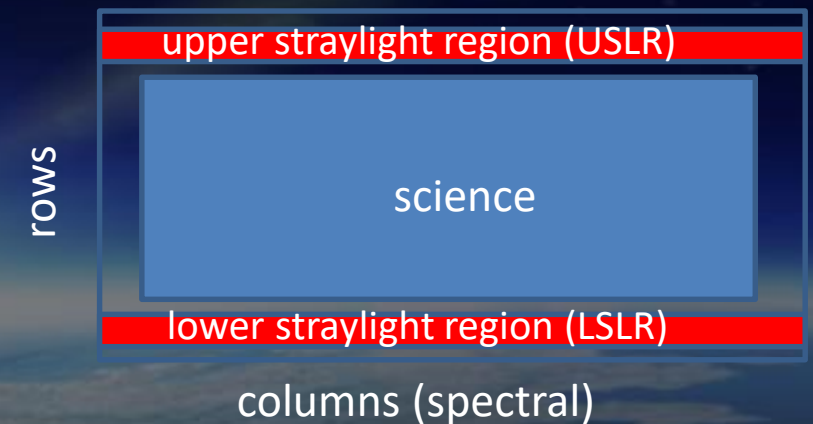 upper straylight region (USLR)
rows
science
lower straylight region (LSLR)
columns (spectral)